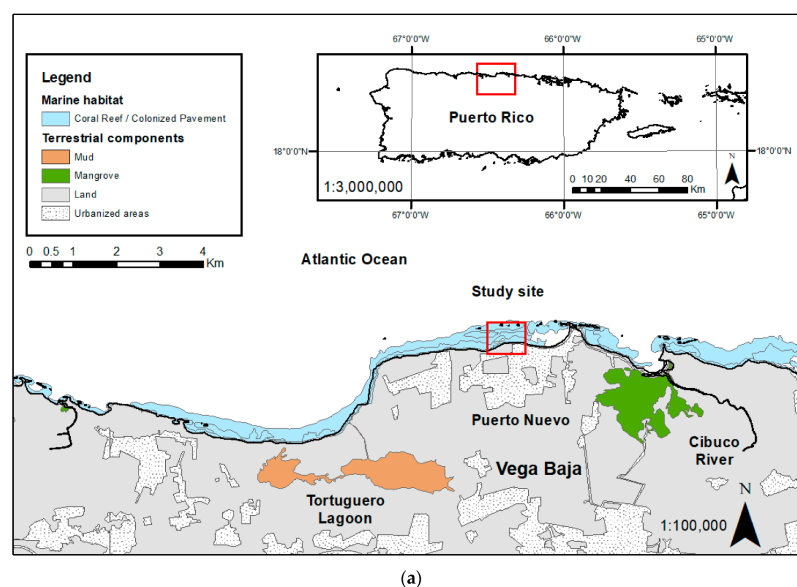 Legend
Marine habitat
Coral Reef / Colonized Pavement
Terrestrial components
Mud
Mangrove
Land
Urbanized areas
0 0.5 1 2 3 4
Km
67°0'0"W 66°0'0"W 65°0'0"W
Puerto Rico
18°0'0"N 18°0'0"N
N
1:3,000,000
0 10 20 40 60 80
Km
67°0'0"W 66°0'0"W 65°0'0"W
Atlantic Ocean
Study site
Puerto Nuevo
Cibuco
River
Vega Baja
Tortuguero
Lagoon
N
1:100,000
(a)